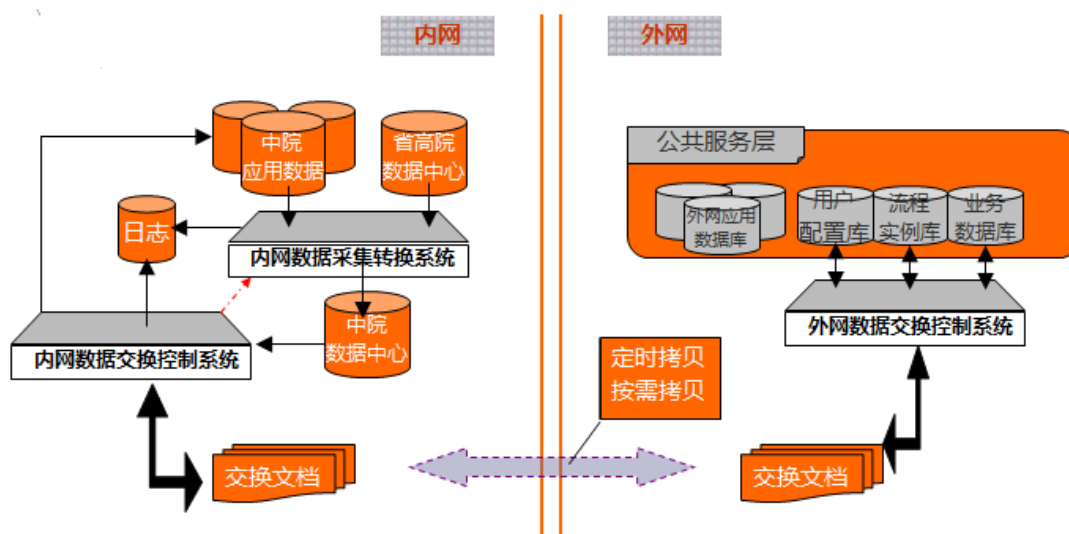 内网
外网
中院
应用数据
省高院
数据中心
公共服务层
外网应用
数据库
用户
配置库
流程
实例库
业务
数据库
日志
内网数据采集转换系统
中院
数据中心
内网数据交换控制系统
外网数据交换控制系统
定时拷贝
按需拷贝
交换文档
交换文档